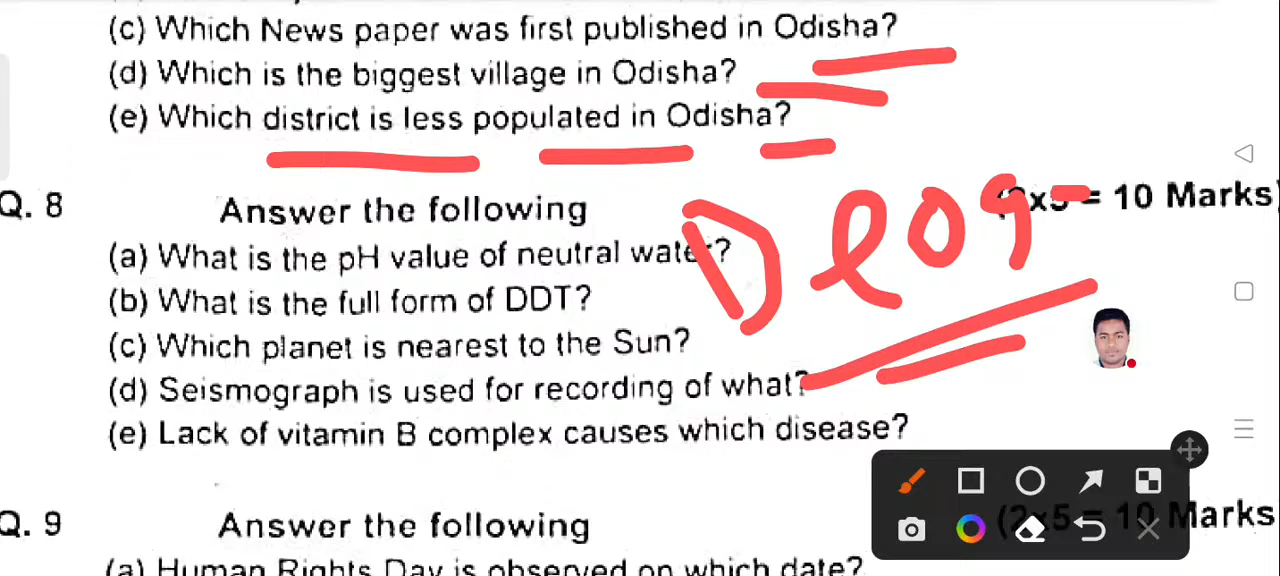 (c) Which News paper was first published in Odisha?
(d) Which is the biggest village in Odisha?
(e) Which district is less populated in Odisha?
Q. 8 Answer the following = 10 Marks)
(a) What is the pH value of neutral water?
(b) What is the full form of DDT?
(c) Which planet is nearest to the Sun?
(d) Seismograph is used for recording of what?
(e) Lack of vitamin B complex causes which disease?
Q. 9 Answer the following (2x5 = 10 Marks
(a) Human Rights Day is observed on which date?